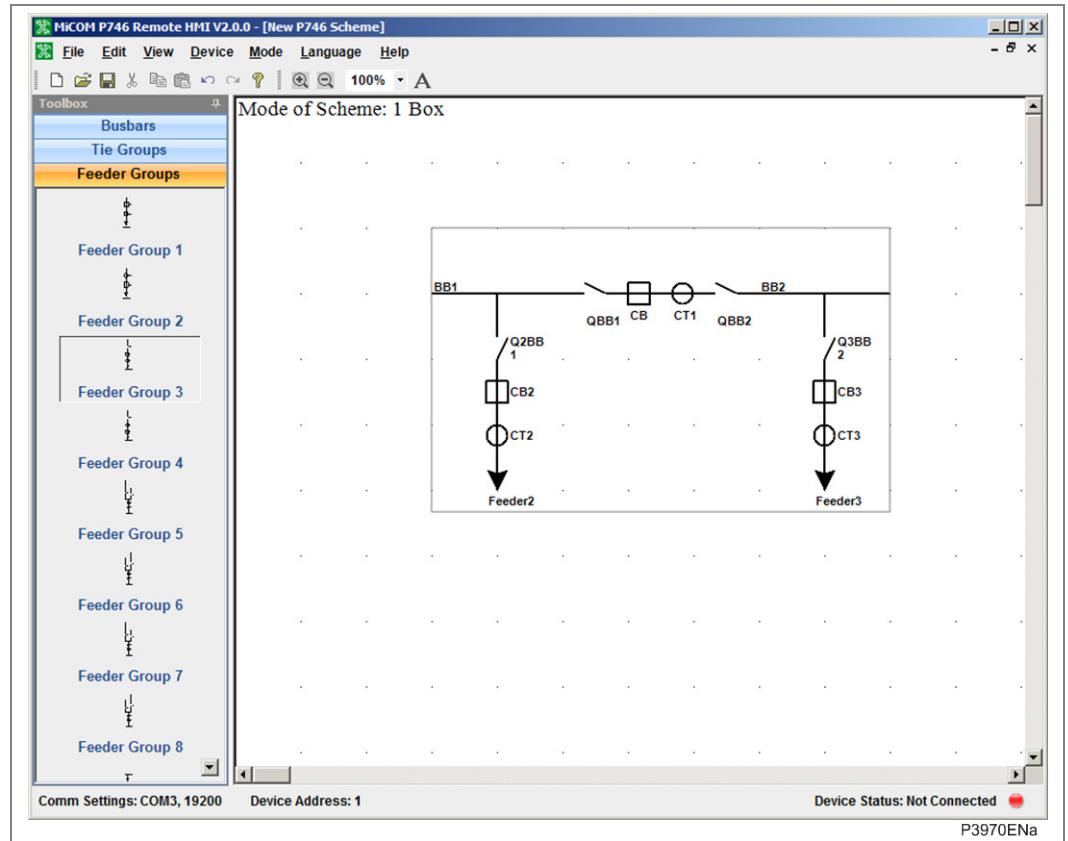 MiCOM P746 Remote HMI V2.0.0 - [New P746 Scheme]
File Edit View Device Mode Language Help
100% A
Toolbox
Busbars
Tie Groups
Feeder Groups
Feeder Group 1
Feeder Group 2
Feeder Group 3
Feeder Group 4
Feeder Group 5
Feeder Group 6
Feeder Group 7
Feeder Group 8
Mode of Scheme: 1 Box
BB1
BB2
QBB1
CB
CT1
QBB2
Q2BB
1
CB2
CT2
Feeder2
Q3BB
2
CB3
CT3
Feeder3
Comm Settings: COM3, 19200 Device Address: 1 Device Status: Not Connected
P3970ENa